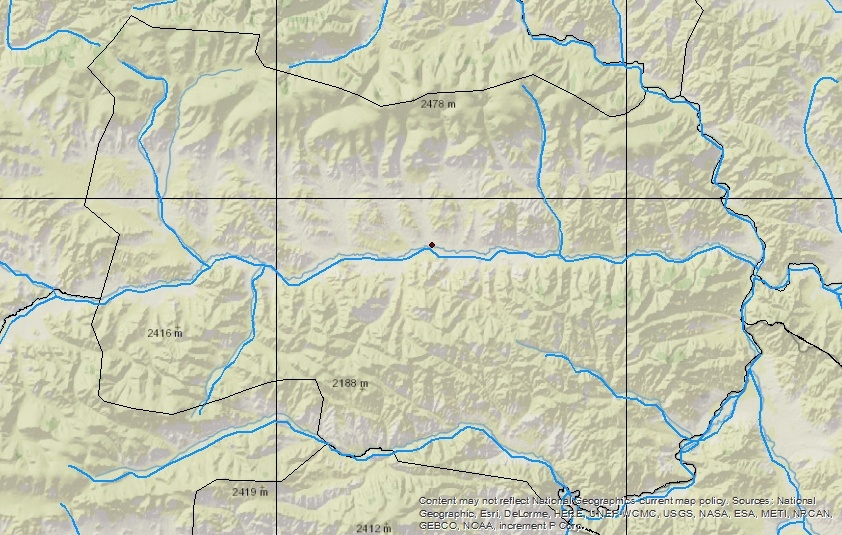 2478 m
2416 m
2188 m
2419 m
2412 m
Content may not reflect National Geographic's current map policy. Sources: National
Geographic, Esri, DeLorme, HERE, UNEP-WCMC, USGS, NASA, ESA, METI, NRCAN,
GEBCO, NOAA, increment P Corp.